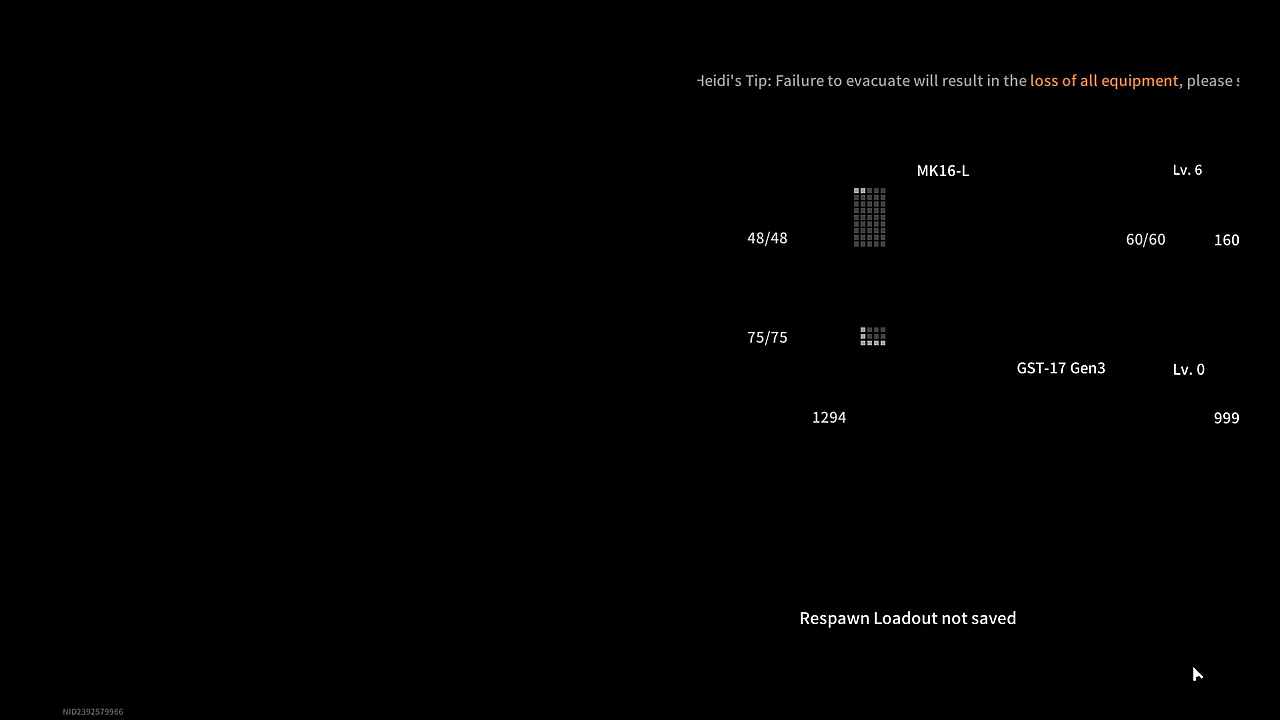 Heidi's Tip: Failure to evacuate will result in the loss of all equipment, please
MK16-L
Lv. 6
48/48
60/60
160
75/75
GST-17 Gen3
Lv. 0
1294
999
Respawn Loadout not saved
NID2392579966